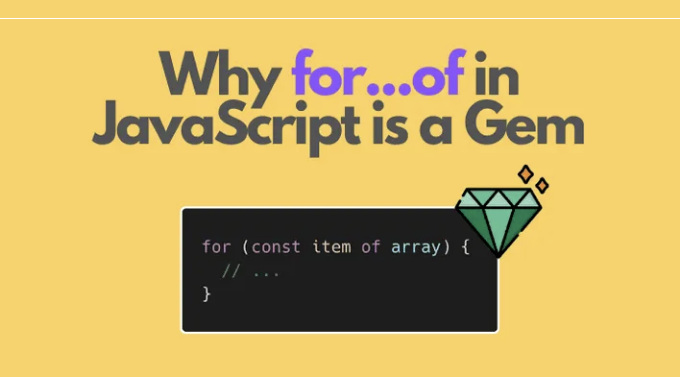 Why for...of in
JavaScript is a Gem
for (const item of array) {
// ...
}